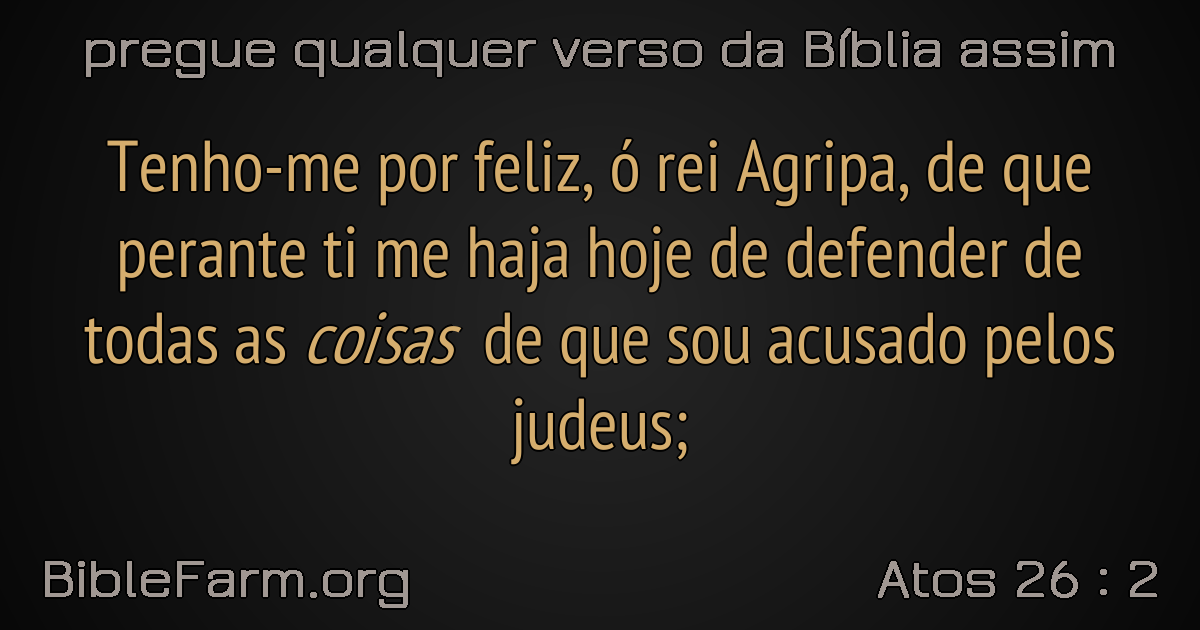 pregue qualquer verso da Bíblia assim
Tenho-me por feliz, ó rei Agripa, de que
perante ti me haja hoje de defender de
todas as coisas de que sou acusado pelos
judeus;
BibleFarm.org
Atos 26 : 2